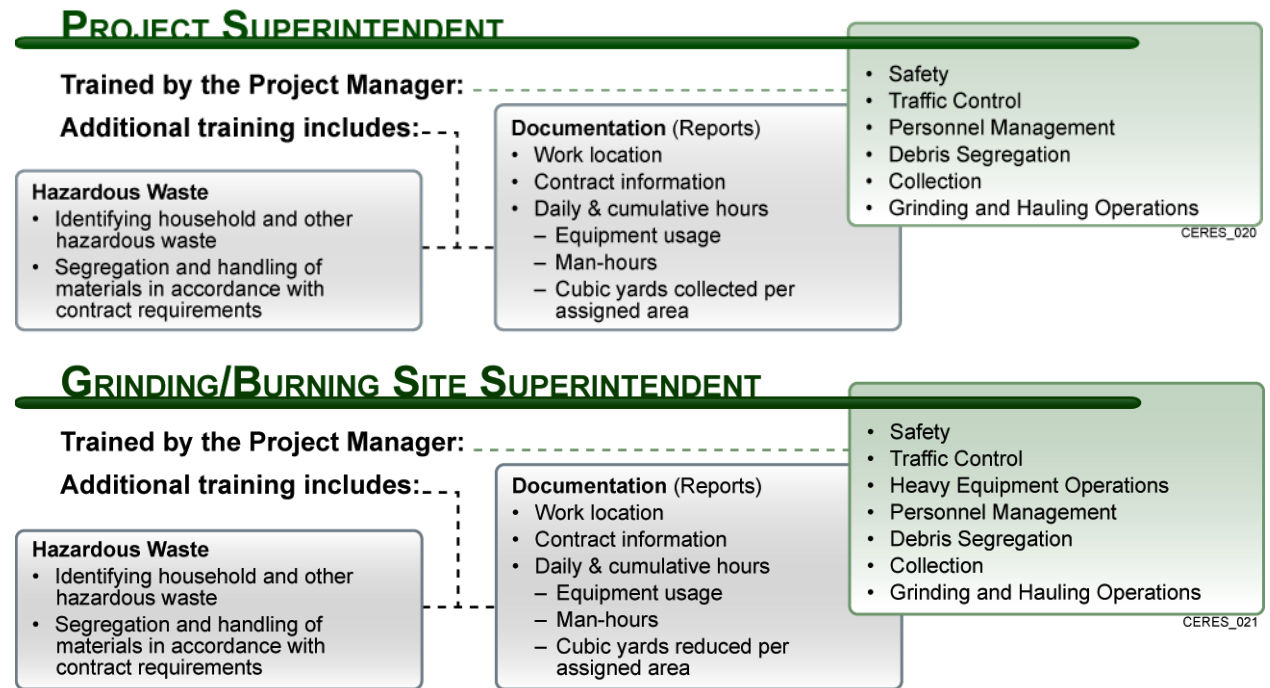 PROJECT SUPERINTENDENT
Trained by the Project Manager:
• Safety
• Traffic Control
• Personnel Management
• Debris Segregation
• Collection
• Grinding and Hauling Operations
CERES_020
Additional training includes:
Documentation (Reports)
• Work location
• Contract information
• Daily & cumulative hours
– Equipment usage
– Man-hours
– Cubic yards collected per
assigned area
Hazardous Waste
• Identifying household and other
hazardous waste
• Segregation and handling of
materials in accordance with
contract requirements
GRINDING/BURNING SITE SUPERINTENDENT
Trained by the Project Manager:
• Safety
• Traffic Control
• Heavy Equipment Operations
• Personnel Management
• Debris Segregation
• Collection
• Grinding and Hauling Operations
CERES_021
Additional training includes:
Documentation (Reports)
• Work location
• Contract information
• Daily & cumulative hours
– Equipment usage
– Man-hours
– Cubic yards reduced per
assigned area
Hazardous Waste
• Identifying household and other
hazardous waste
• Segregation and handling of
materials in accordance with
contract requirements